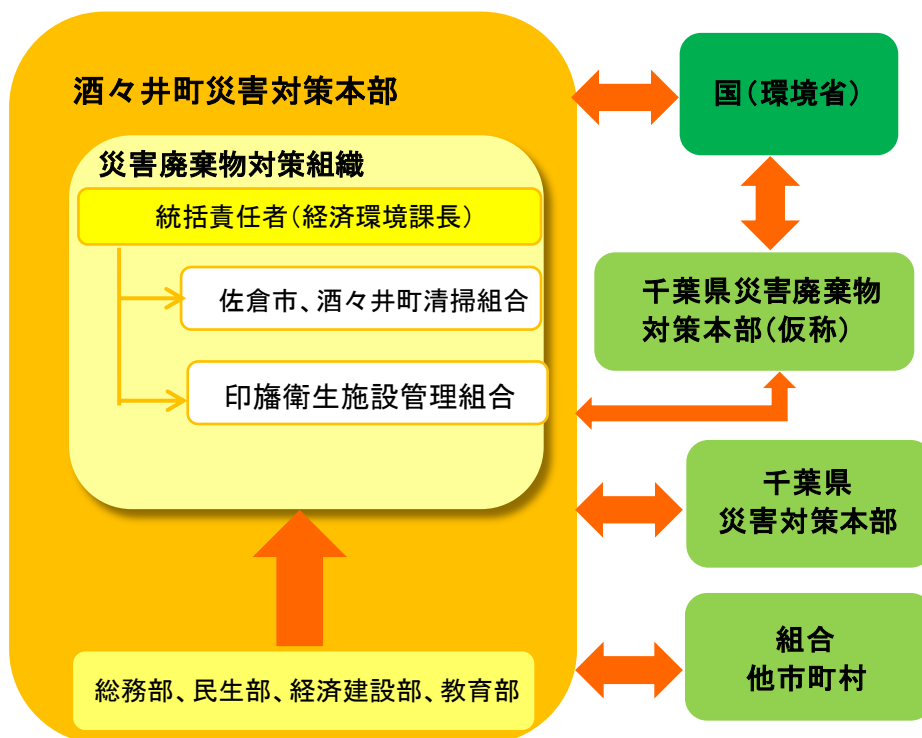 酒々井町災害対策本部
災害廃棄物対策組織
統括責任者(経済環境課長)
佐倉市、酒々井町清掃組合
印旛衛生施設管理組合
総務部、民生部、経済建設部、教育部
国(環境省)
千葉県災害廃棄物
対策本部(仮称)
千葉県
災害対策本部
組合
他市町村